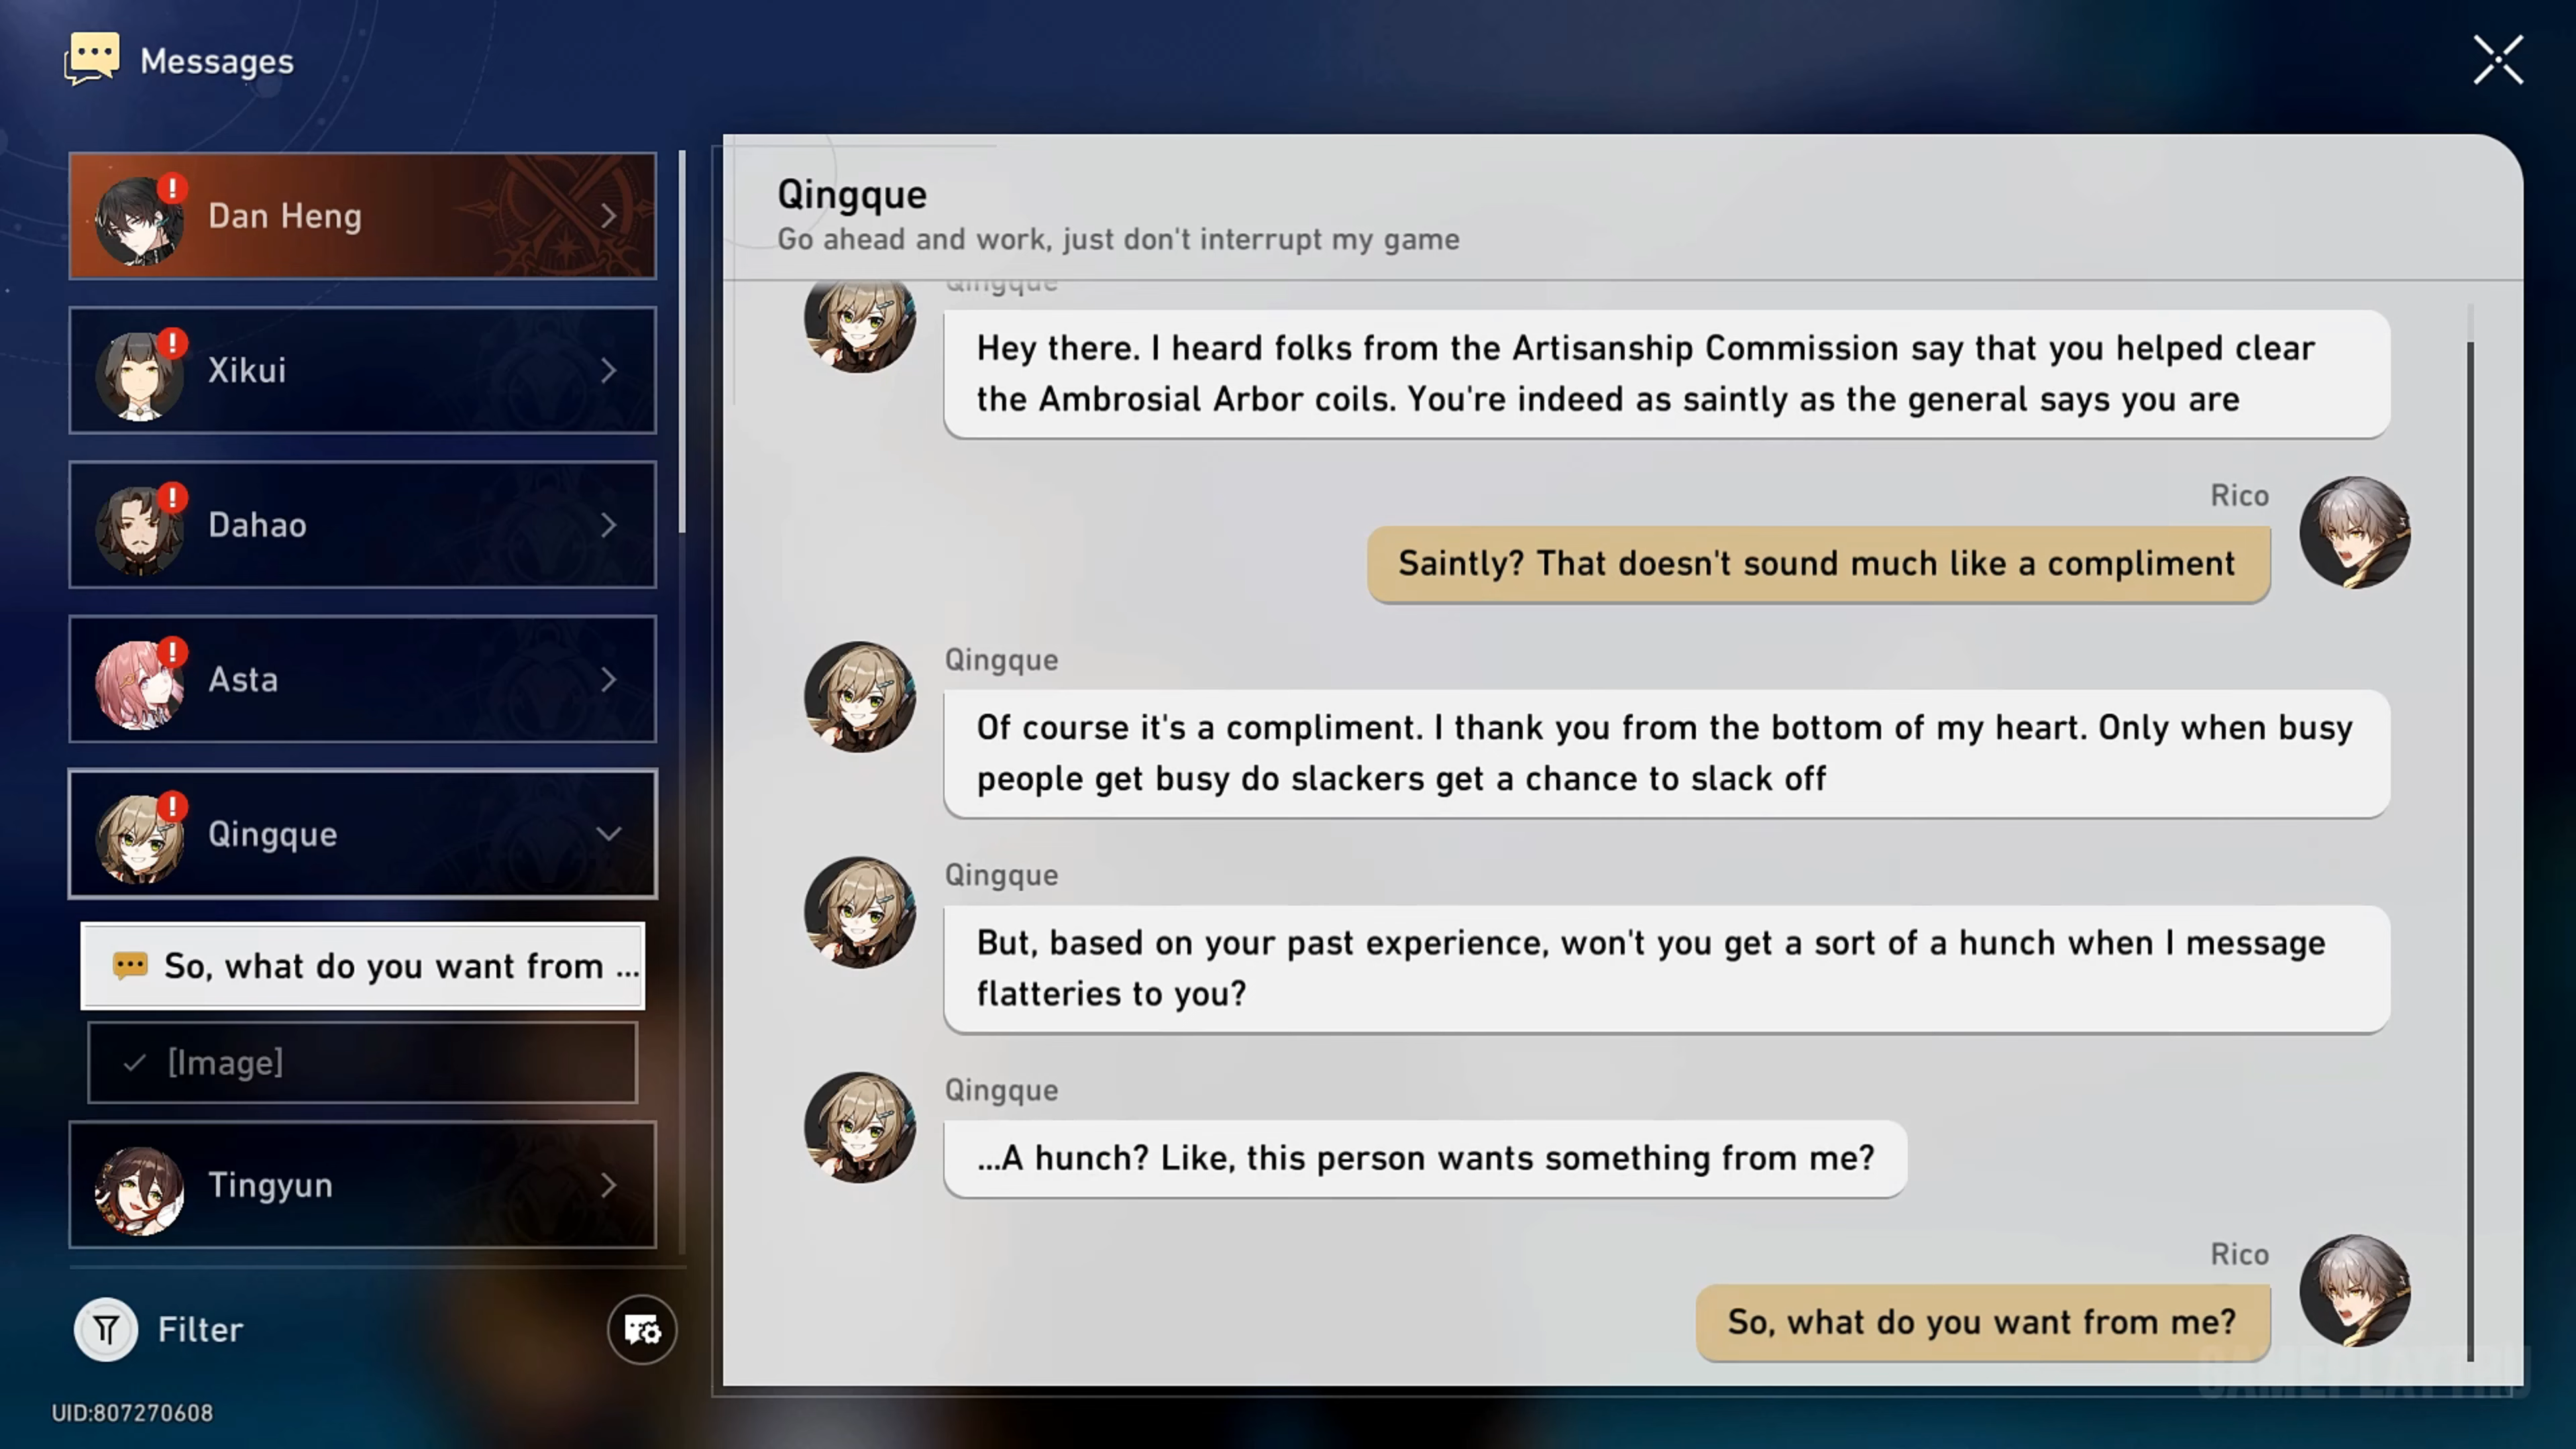 Messages
Dan Heng
Xikui
Dahao
Asta
Qingque
So, what do you want from ...
[Image]
Tingyun
Filter
UID:807270608
Qingque
Go ahead and work, just don't interrupt my game
Qingque
Hey there. I heard folks from the Artisanship Commission say that you helped clear
the Ambrosial Arbor coils. You're indeed as saintly as the general says you are
Rico
Saintly? That doesn't sound much like a compliment
Qingque
Of course it's a compliment. I thank you from the bottom of my heart. Only when busy
people get busy do slackers get a chance to slack off
Qingque
But, based on your past experience, won't you get a sort of a hunch when I message
flatteries to you?
Qingque
...A hunch? Like, this person wants something from me?
Rico
So, what do you want from me?